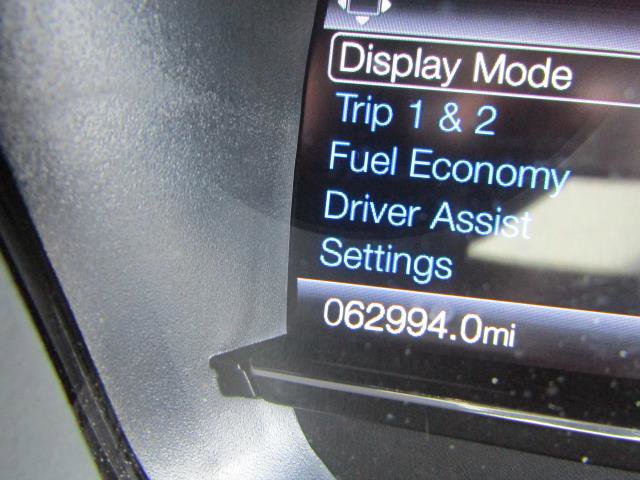 Display Mode
Trip 1 & 2
Fuel Economy
Driver Assist
Settings
062994.0mi